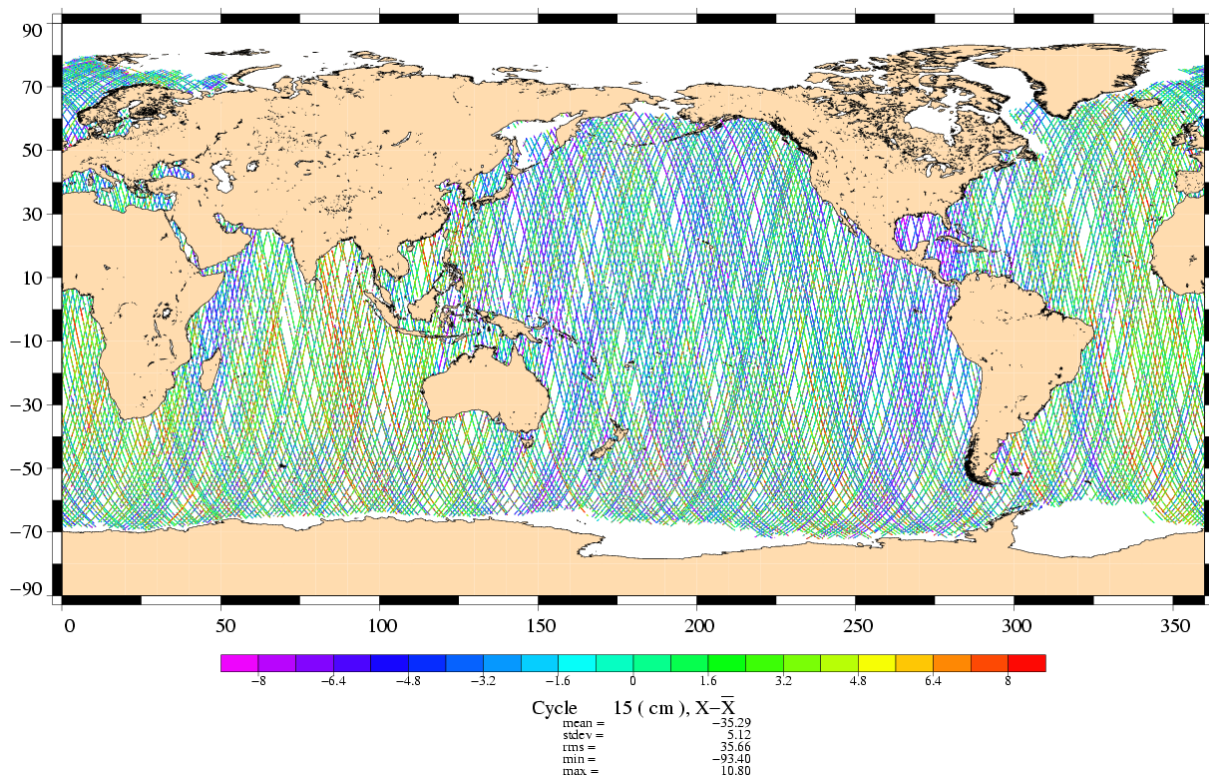 90
70
50
30
10
−10
−30
−50
−70
−90
0 50 100 150 200 250 300 350
−8 −6.4 −4.8 −3.2 −1.6 0 1.6 3.2 4.8 6.4 8
Cycle 15 ( cm ), X−X̅
mean = −35.29
stdev = 5.12
rms = 35.66
min = −93.40
max = 10.80